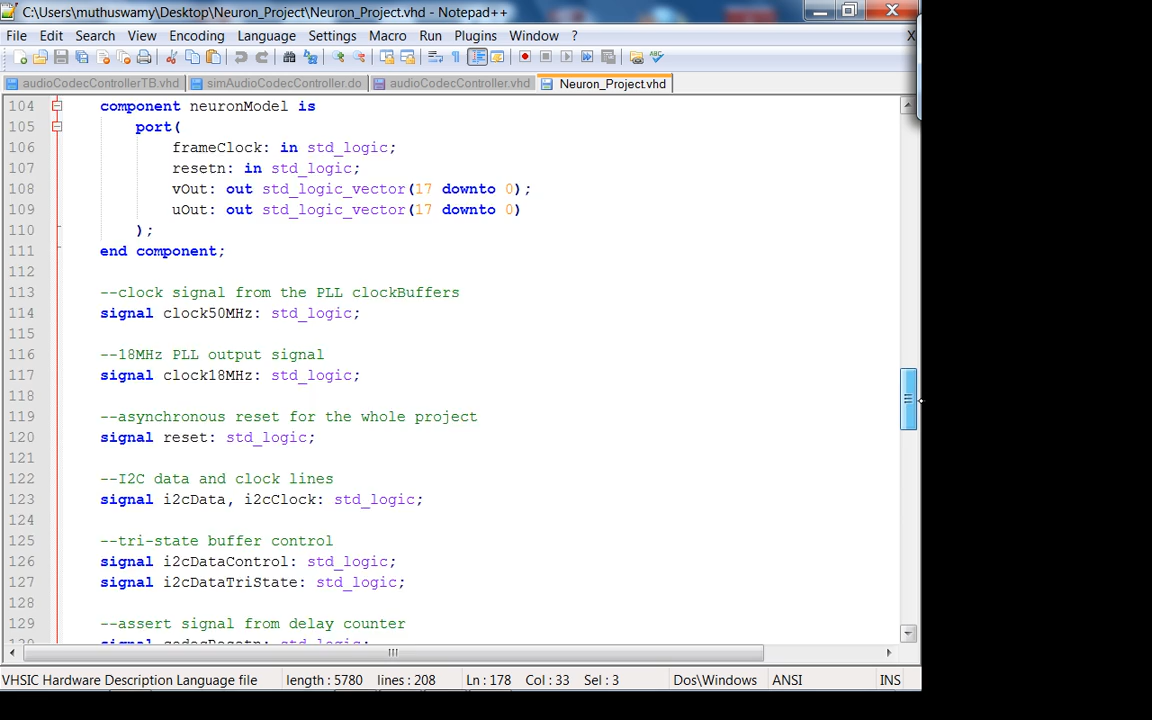 C:\Users\muthuswamy\Desktop\Neuron_Project\Neuron_Project.vhd - Notepad++
File Edit Search View Encoding Language Settings Macro Run Plugins Window ? X
audioCodecControllerTB.vhd simAudioCodecController.do audioCodecController.vhd Neuron_Project.vhd
104 component neuronModel is
105 port(
106 frameClock: in std_logic;
107 resetn: in std_logic;
108 vOut: out std_logic_vector(17 downto 0);
109 uOut: out std_logic_vector(17 downto 0)
110 );
111 end component;
112
113 --clock signal from the PLL clockBuffers
114 signal clock50MHz: std_logic;
115
116 --18MHz PLL output signal
117 signal clock18MHz: std_logic;
118
119 --asynchronous reset for the whole project
120 signal reset: std_logic;
121
122 --I2C data and clock lines
123 signal i2cData, i2cClock: std_logic;
124
125 --tri-state buffer control
126 signal i2cDataControl: std_logic;
127 signal i2cDataTriState: std_logic;
128
129 --assert signal from delay counter
130 signal codecResetn: std_logic;
VHSIC Hardware Description Language file length : 5780 lines : 208 Ln : 178 Col : 33 Sel : 3 Dos\Windows ANSI INS